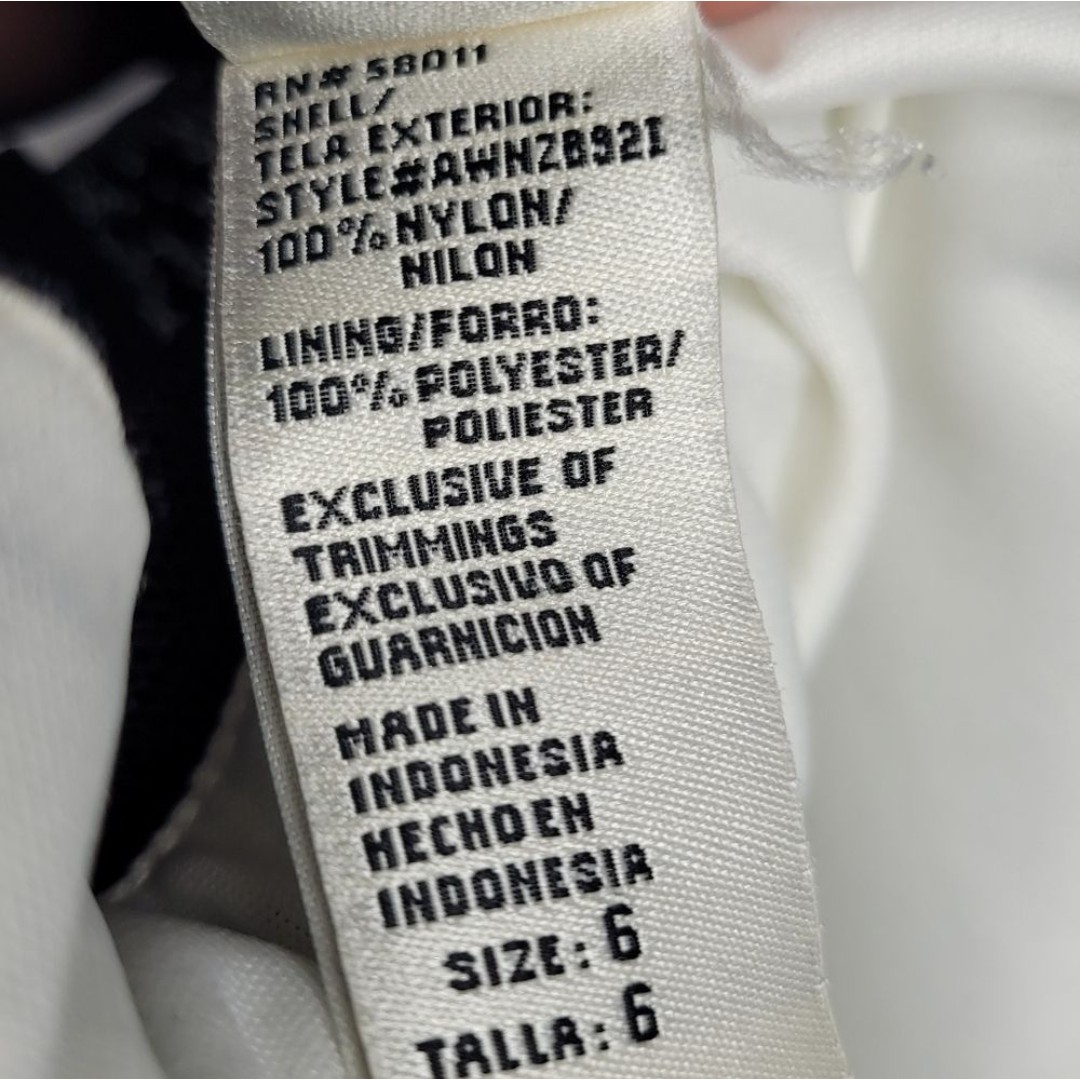 RN# 58011
SHELL/
TELA EXTERIOR:
STYLE#AWNZB92I
100% NYLON/
NILON
LINING/FORRO:
100% POLYESTER/
POLIESTER
EXCLUSIVE OF
TRIMMINGS
EXCLUSIVO OF
GUARNICION
MADE IN
INDONESIA
HECHO EN
INDONESIA
SIZE: 6
TALLA: 6